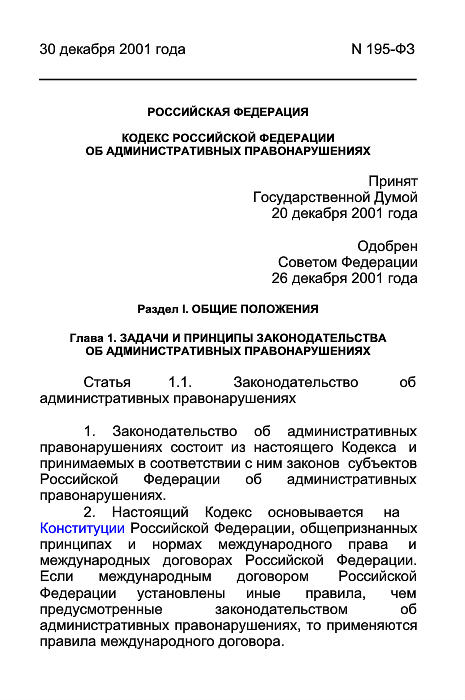 30 декабря 2001 года N 195-ФЗ
РОССИЙСКАЯ ФЕДЕРАЦИЯ
КОДЕКС РОССИЙСКОЙ ФЕДЕРАЦИИ
ОБ АДМИНИСТРАТИВНЫХ ПРАВОНАРУШЕНИЯХ
Принят
Государственной Думой
20 декабря 2001 года
Одобрен
Советом Федерации
26 декабря 2001 года
Раздел I. ОБЩИЕ ПОЛОЖЕНИЯ
Глава 1. ЗАДАЧИ И ПРИНЦИПЫ ЗАКОНОДАТЕЛЬСТВА
ОБ АДМИНИСТРАТИВНЫХ ПРАВОНАРУШЕНИЯХ
Статья 1.1. Законодательство об
административных правонарушениях
1. Законодательство об административных
правонарушениях состоит из настоящего Кодекса и
принимаемых в соответствии с ним законов субъектов
Российской Федерации об административных
правонарушениях.
2. Настоящий Кодекс основывается на
Конституции Российской Федерации, общепризнанных
принципах и нормах международного права и
международных договорах Российской Федерации.
Если международным договором Российской
Федерации установлены иные правила, чем
предусмотренные законодательством об
административных правонарушениях, то применяются
правила международного договора.